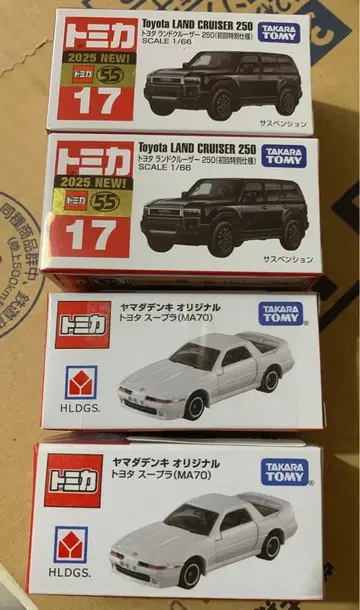 トミカ
2025 NEW!
トミカ 55
17
Toyota LAND CRUISER 250
トヨタ ランドクルーザー 250(初回特別仕様)
SCALE 1/66
TAKARA TOMY
サスペンション
トミカ
2025 NEW!
トミカ 55
17
Toyota LAND CRUISER 250
トヨタ ランドクルーザー 250(初回特別仕様)
SCALE 1/66
TAKARA TOMY
サスペンション
同種商品群中、
トミカ
HLDGS.
ヤマダデンキ オリジナル
トヨタ スープラ(MA70)
TAKARA TOMY
トミカ
HLDGS.
ヤマダデンキ オリジナル
トヨタ スープラ(MA70)
TAKARA TOMY